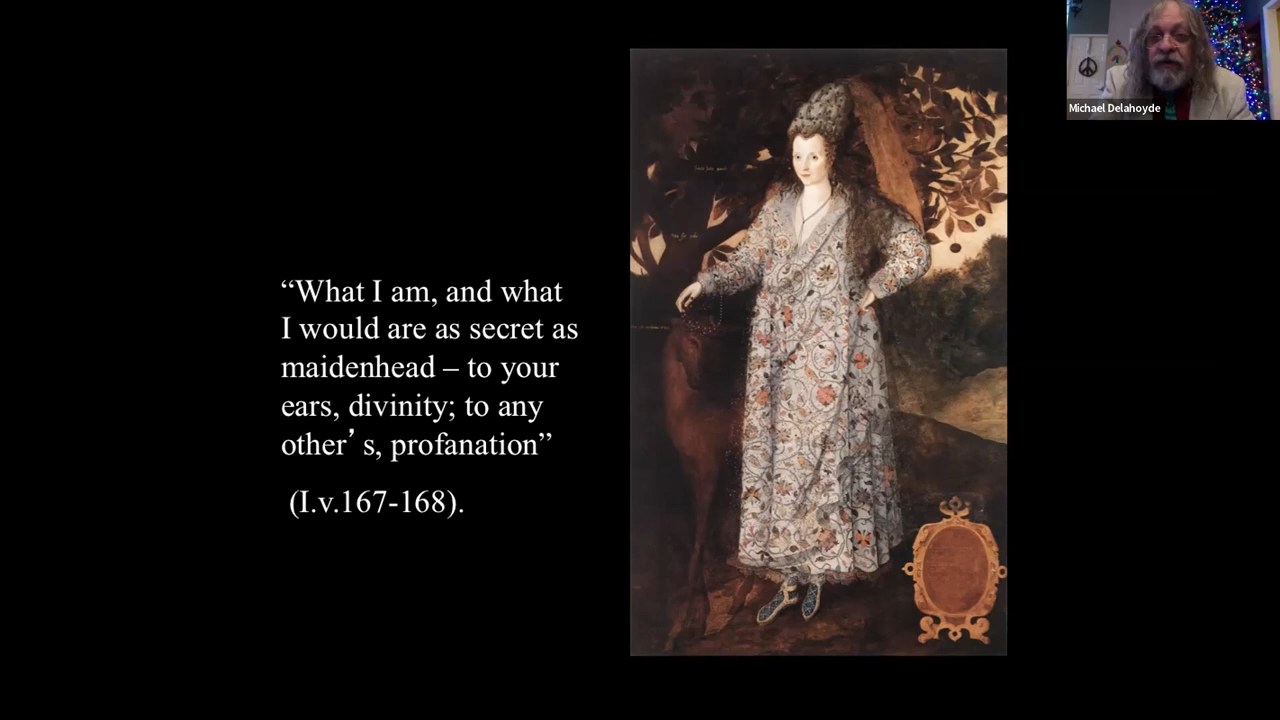 “What I am, and what
I would are as secret as
maidenhead – to your
ears, divinity; to any
other’ s, profanation”
(I.v.167-168).
Michael Delahoyde